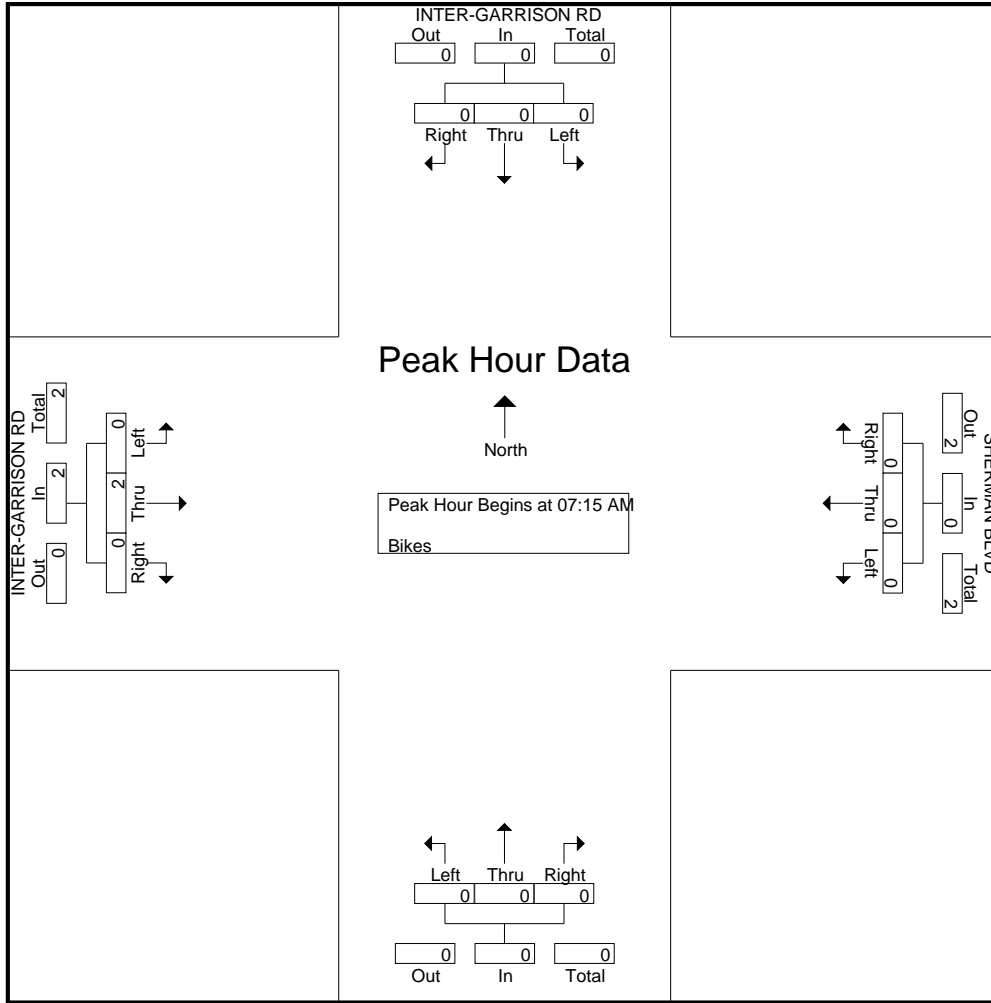 INTER-GARRISON RD
Out In Total
0 0 0
0 0 0
Right Thru Left
Peak Hour Data
North
Peak Hour Begins at 07:15 AM
Bikes
INTER-GARRISON RD
Out In Total
0 2 2
0 2 0
Right Thru Left
SHERMAN BLVD
Out In Total
2 0 2
0 0 0
Right Thru Left
Left Thru Right
0 0 0
0 0 0
Out In Total